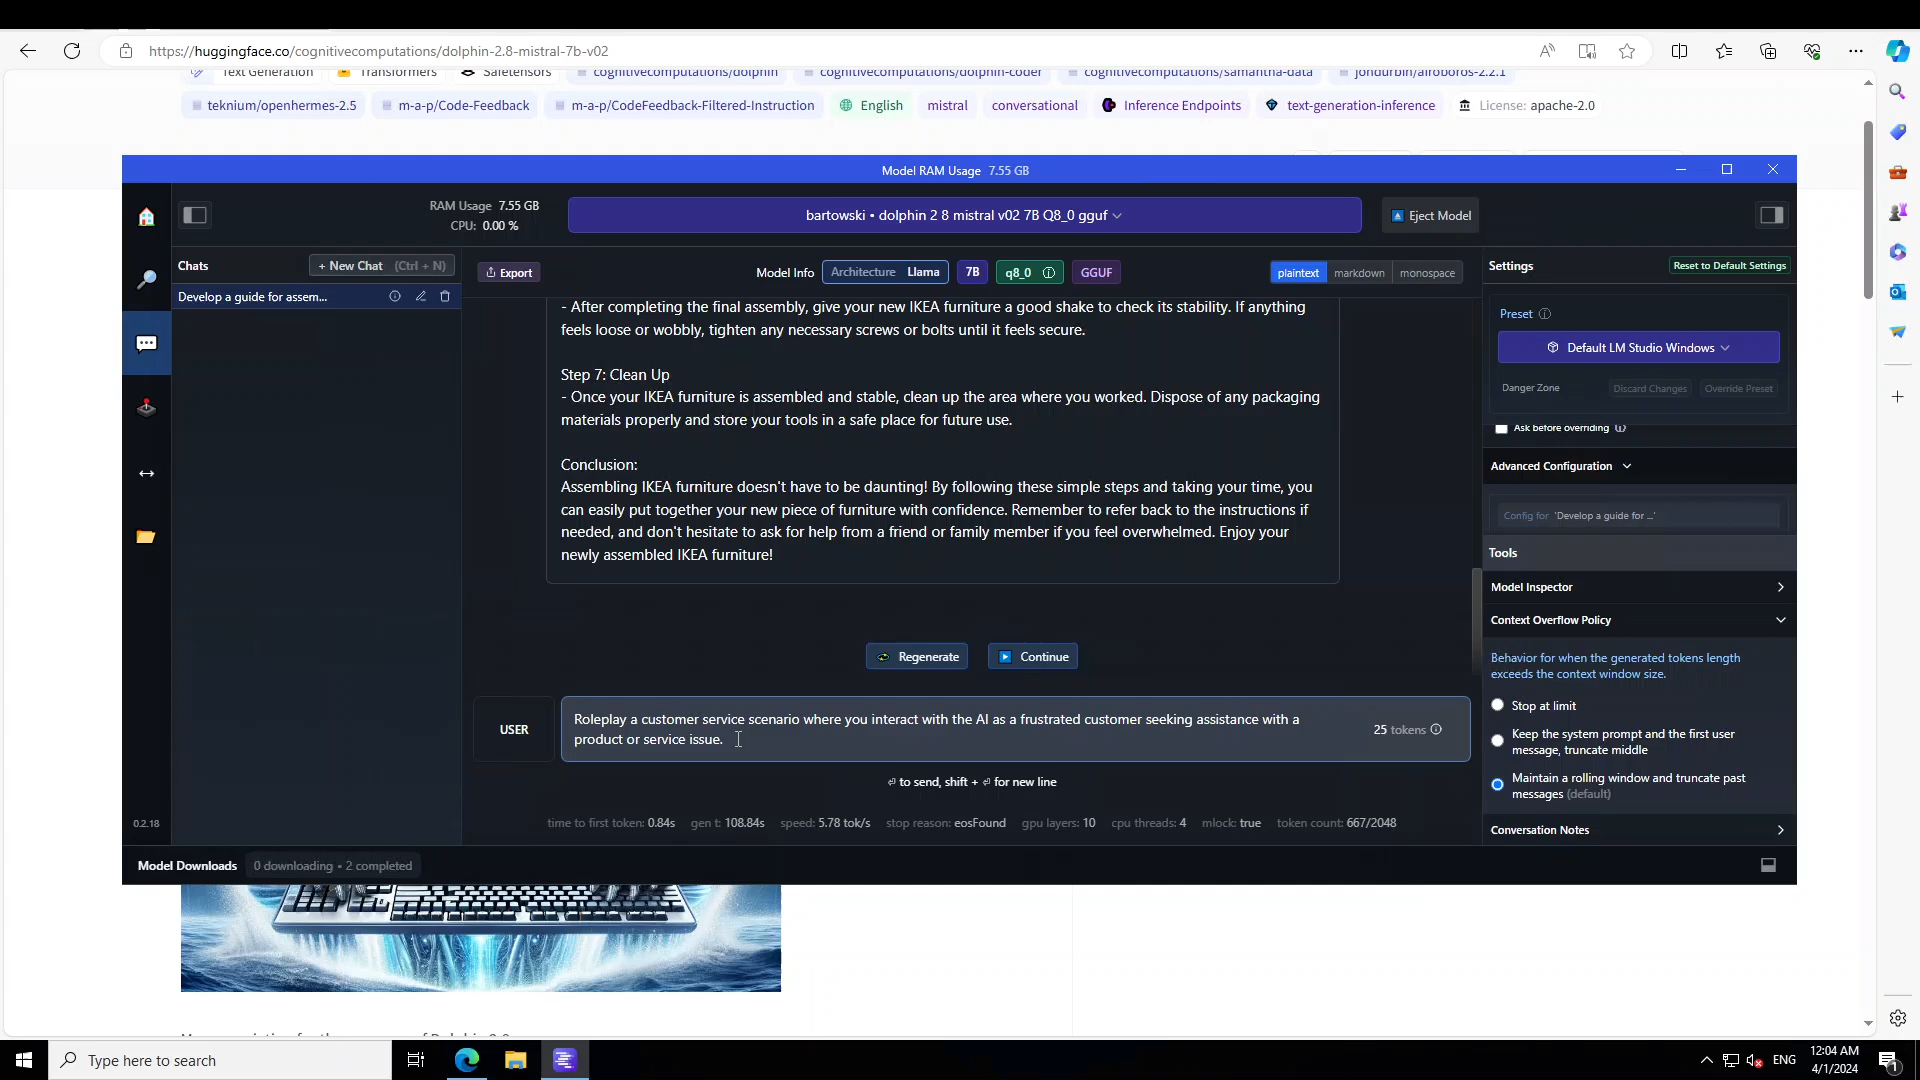 https://huggingface.co/cognitivecomputations/dolphin-2.8-mistral-7b-v02
Text Generation Transformers Safetensors cognitivecomputations/dolphin cognitivecomputations/dolphin-coder cognitivecomputations/samantha-data jondurbin/airoboros-2.2.1
teknium/openhermes-2.5 m-a-p/Code-Feedback m-a-p/CodeFeedback-Filtered-Instruction English mistral conversational Inference Endpoints text-generation-inference License: apache-2.0
Model RAM Usage 7.55 GB
RAM Usage 7.55 GB
CPU: 0.00 %
bartowski • dolphin 2 8 mistral v02 7B Q8_0 gguf
Eject Model
Chats
+ New Chat (Ctrl + N)
Develop a guide for assem...
0.2.18
Export
Model Info Architecture Llama 7B q8_0 GGUF
plaintext markdown monospace
- After completing the final assembly, give your new IKEA furniture a good shake to check its stability. If anything
feels loose or wobbly, tighten any necessary screws or bolts until it feels secure.
Step 7: Clean Up
- Once your IKEA furniture is assembled and stable, clean up the area where you worked. Dispose of any packaging
materials properly and store your tools in a safe place for future use.
Conclusion:
Assembling IKEA furniture doesn't have to be daunting! By following these simple steps and taking your time, you
can easily put together your new piece of furniture with confidence. Remember to refer back to the instructions if
needed, and don't hesitate to ask for help from a friend or family member if you feel overwhelmed. Enjoy your
newly assembled IKEA furniture!
Regenerate Continue
USER
Roleplay a customer service scenario where you interact with the AI as a frustrated customer seeking assistance with a
product or service issue.
25 tokens
⏎ to send, shift + ⏎ for new line
time to first token: 0.84s gen t: 108.84s speed: 5.78 tok/s stop reason: eosFound gpu layers: 10 cpu threads: 4 mlock: true token count: 667/2048
Settings
Reset to Default Settings
Preset
Default LM Studio Windows
Danger Zone Discard Changes Override Preset
Ask before overriding
Advanced Configuration
Config for 'Develop a guide for ...'
Tools
Model Inspector
Context Overflow Policy
Behavior for when the generated tokens length
exceeds the context window size.
Stop at limit
Keep the system prompt and the first user
message, truncate middle
Maintain a rolling window and truncate past
messages (default)
Conversation Notes
Model Downloads 0 downloading • 2 completed
Type here to search
ENG
12:04 AM
4/1/2024
1